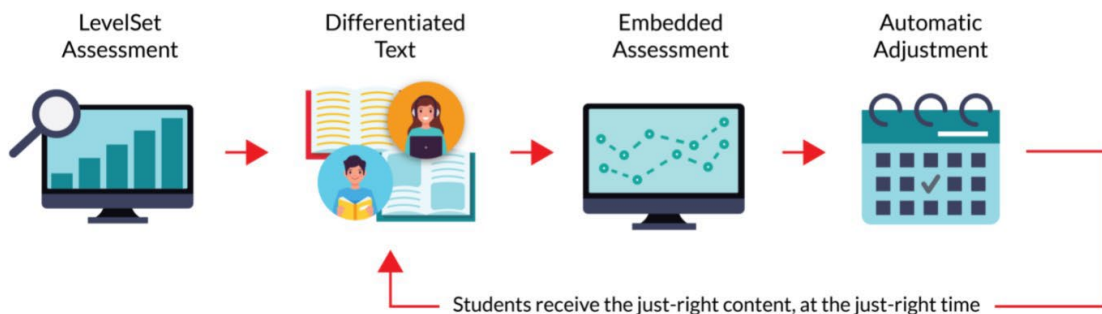 LevelSet
Assessment
Differentiated
Text
Embedded
Assessment
Automatic
Adjustment
Students receive the just-right content, at the just-right time